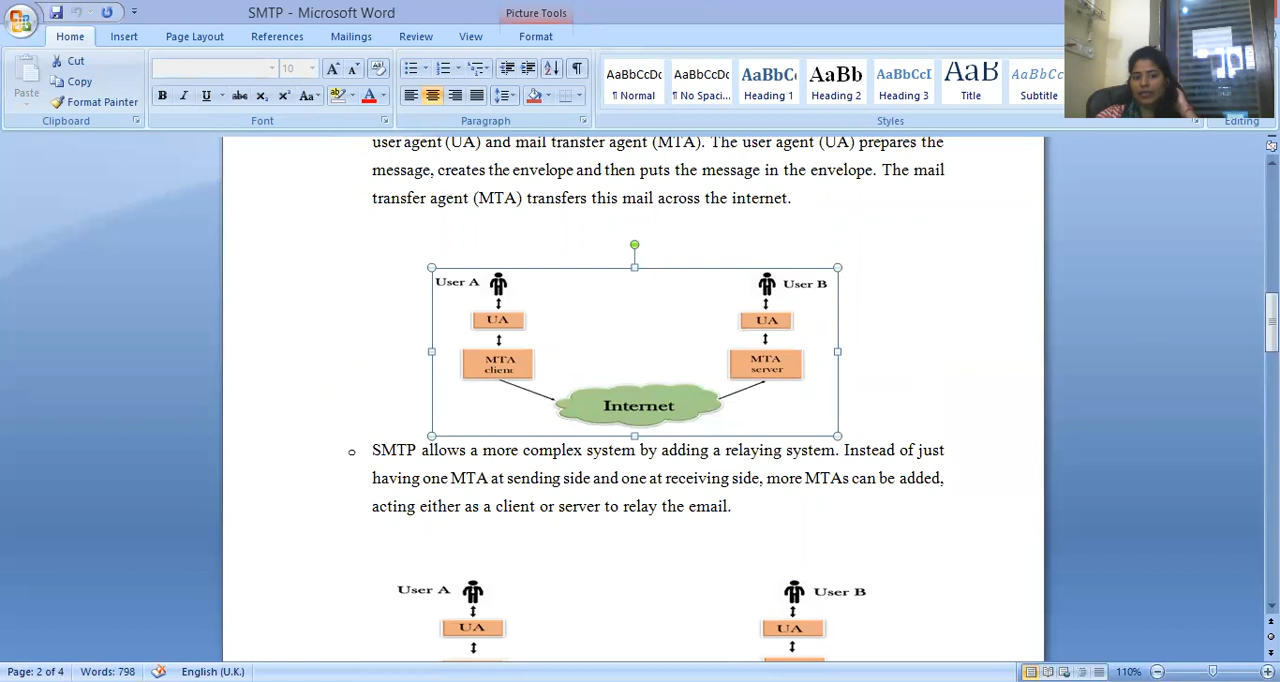 SMTP - Microsoft Word
Picture Tools
Home Insert Page Layout References Mailings Review View Format
Paste
Cut
Copy
Format Painter
Clipboard
10
Font
Paragraph
AaBbCcDc AaBbCcDc AaBbC AaBb AaBbCcI AaB AaBbCc
¶ Normal ¶ No Spaci... Heading 1 Heading 2 Heading 3 Title Subtitle
Styles
Editing
user agent (UA) and mail transfer agent (MTA). The user agent (UA) prepares the
message, creates the envelope and then puts the message in the envelope. The mail
transfer agent (MTA) transfers this mail across the internet.
User A User B
UA UA
MTA client MTA server
Internet
o SMTP allows a more complex system by adding a relaying system. Instead of just
having one MTA at sending side and one at receiving side, more MTAs can be added,
acting either as a client or server to relay the email.
User A User B
UA UA
Page: 2 of 4 Words: 798 English (U.K.) 110%